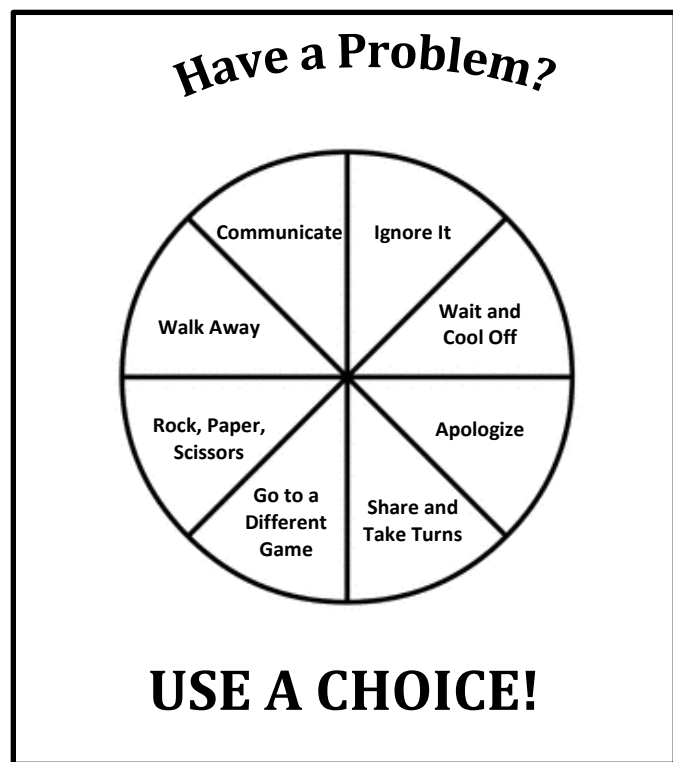 Have a Problem?
Communicate
Ignore It
Wait and
Cool Off
Apologize
Share and
Take Turns
Go to a
Different
Game
Rock, Paper,
Scissors
Walk Away
USE A CHOICE!